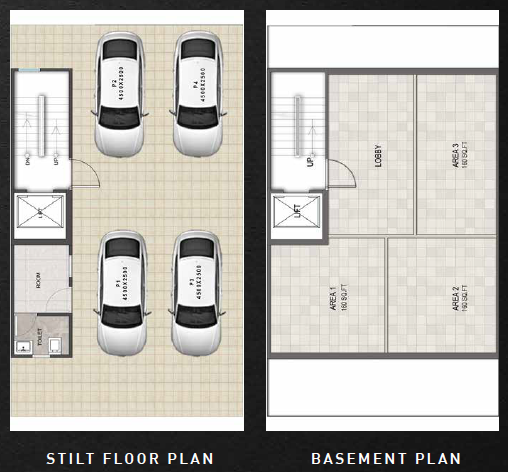 P2
4500X2500
P4
4500X2500
DN
UP
LIFT
ROOM
TOILET
P1
4500X2500
P3
4500X2500
STILT FLOOR PLAN
UP
LIFT
LOBBY
AREA 3
160 SQ.FT
AREA 1
160 SQ.FT
AREA 2
160 SQ.FT
BASEMENT PLAN